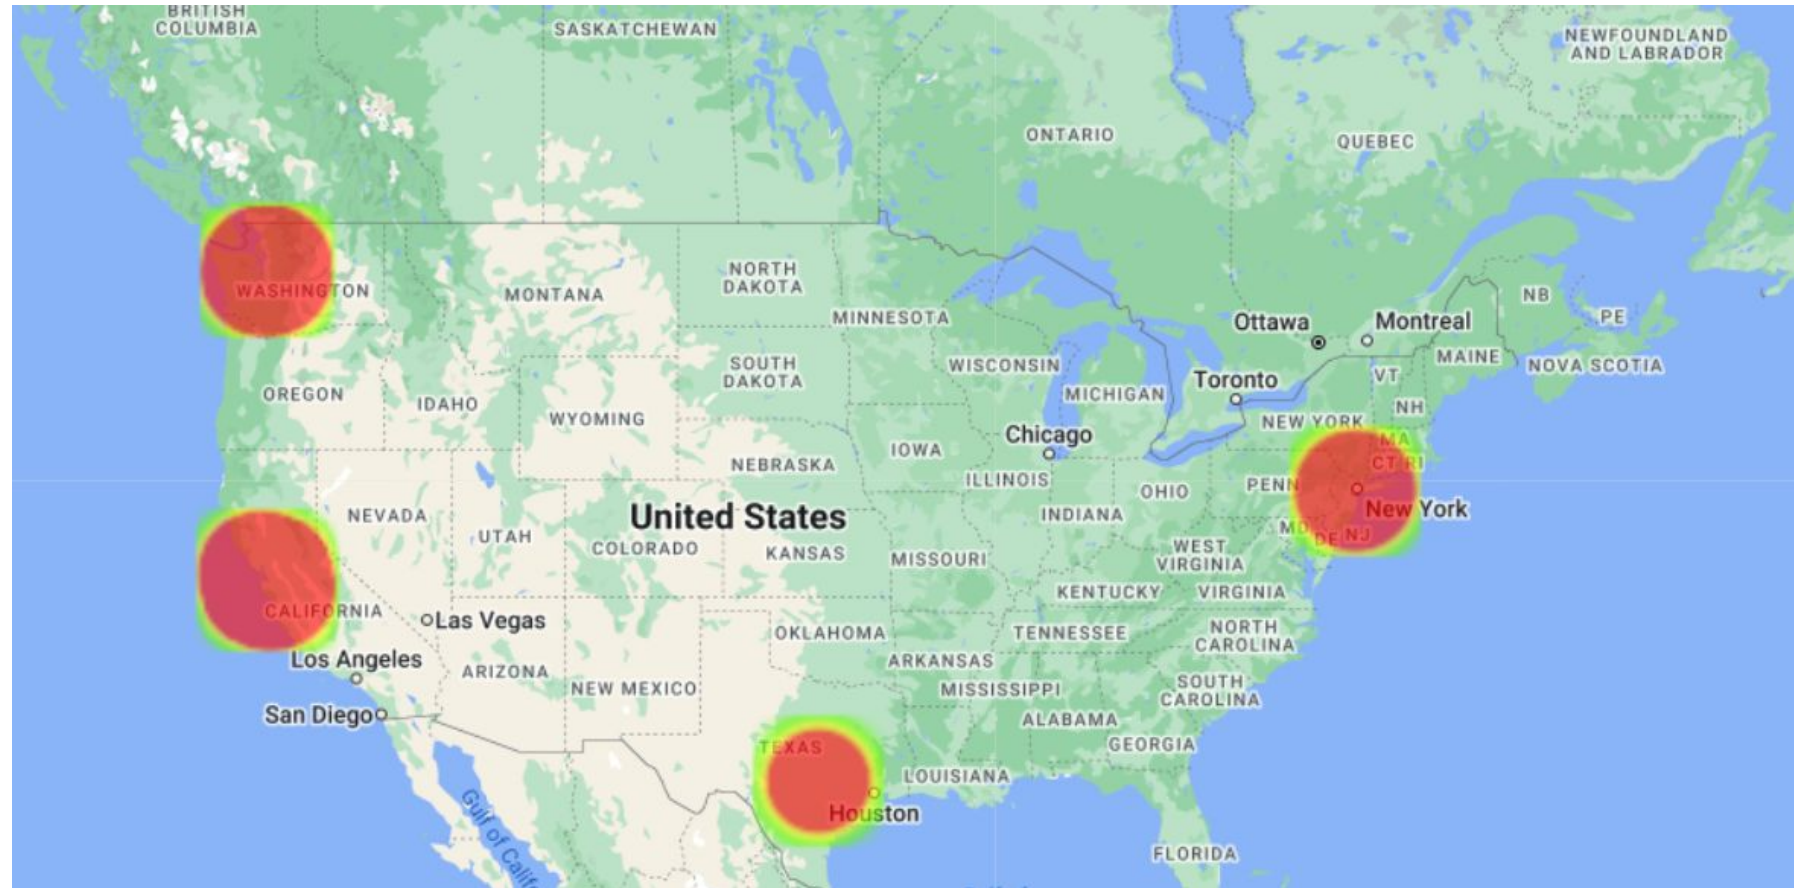 BRITISH
COLUMBIA
SASKATCHEWAN
NEWFOUNDLAND
AND LABRADOR
ONTARIO
QUEBEC
WASHINGTON
MONTANA
NORTH
DAKOTA
MINNESOTA
NB
PE
Ottawa
Montreal
MAINE
NOVA SCOTIA
SOUTH
DAKOTA
WISCONSIN
MICHIGAN
Toronto
VT
NH
OREGON
IDAHO
WYOMING
NEW YORK
MA
CT RI
Chicago
IOWA
NEBRASKA
ILLINOIS
OHIO
PENN
New York
NEVADA
United States
INDIANA
MD
DE
NJ
UTAH
COLORADO
KANSAS
MISSOURI
WEST
VIRGINIA
KENTUCKY
VIRGINIA
CALIFORNIA
Las Vegas
OKLAHOMA
TENNESSEE
NORTH
CAROLINA
Los Angeles
ARIZONA
NEW MEXICO
ARKANSAS
MISSISSIPPI
SOUTH
CAROLINA
San Diego
ALABAMA
TEXAS
GEORGIA
LOUISIANA
Houston
Gulf of Calif
FLORIDA